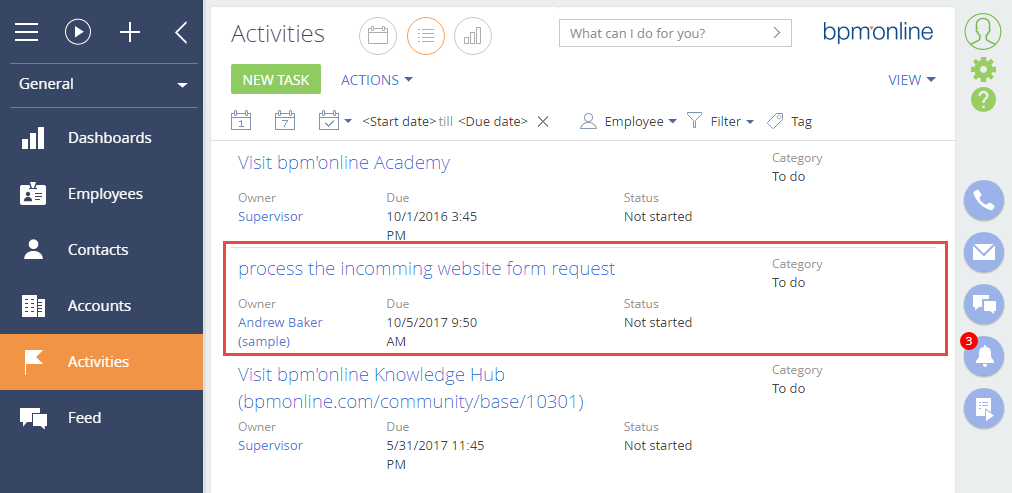 General
Dashboards
Employees
Contacts
Accounts
Activities
Feed
Activities
What can I do for you?
bpm'online
NEW TASK
ACTIONS
VIEW
1
7
<Start date> till <Due date>
Employee
Filter
Tag
Visit bpm'online Academy
Category
To do
Owner
Due
Status
Supervisor
10/1/2016 3:45
PM
Not started
process the incomming website form request
Category
To do
Owner
Due
Status
Andrew Baker
(sample)
10/5/2017 9:50
AM
Not started
Visit bpm'online Knowledge Hub
(bpmonline.com/community/base/10301)
Category
To do
Owner
Due
Status
Supervisor
5/31/2017 11:45
PM
Not started
?
3